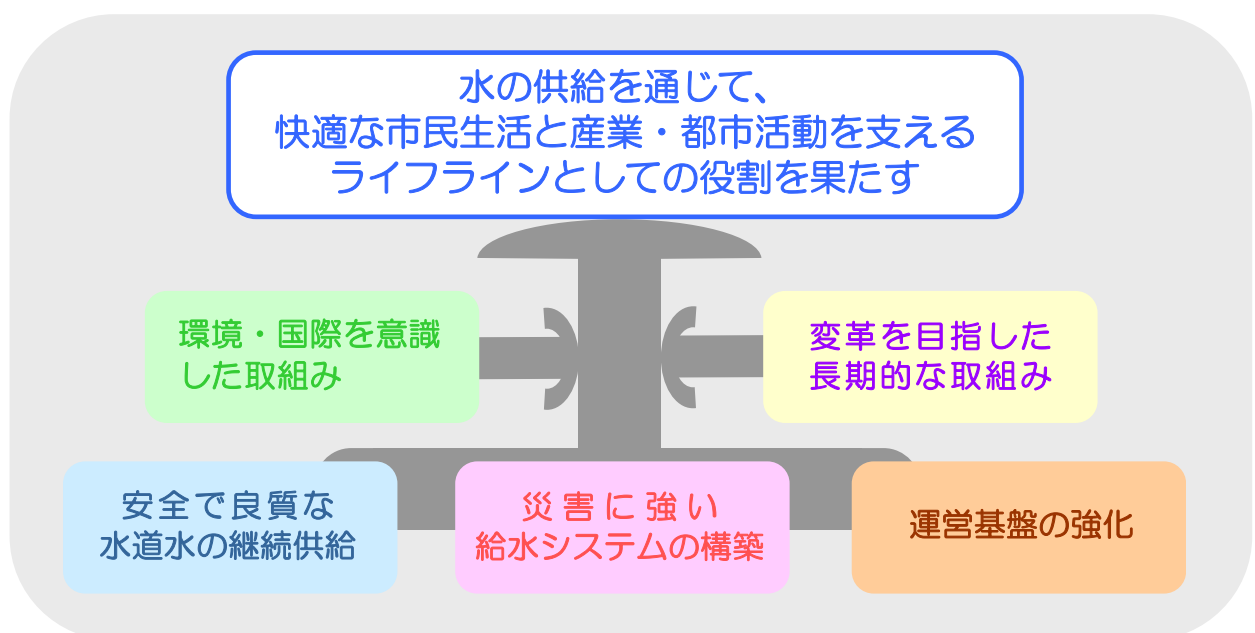 水の供給を通じて、
快適な市民生活と産業・都市活動を支える
ライフラインとしての役割を果たす
環境・国際を意識
した取組み
変革を目指した
長期的な取組み
安全で良質な
水道水の継続供給
災害に強い
給水システムの構築
運営基盤の強化